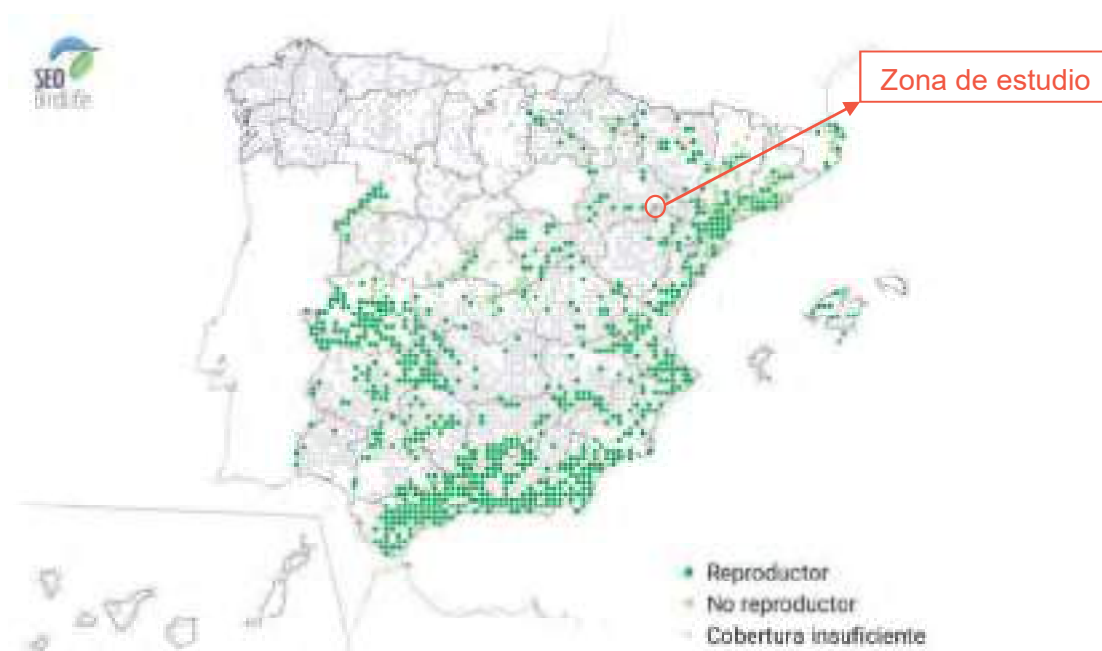 SEO
BirdLife
Zona de estudio
Reproductor
No reproductor
Cobertura insuficiente